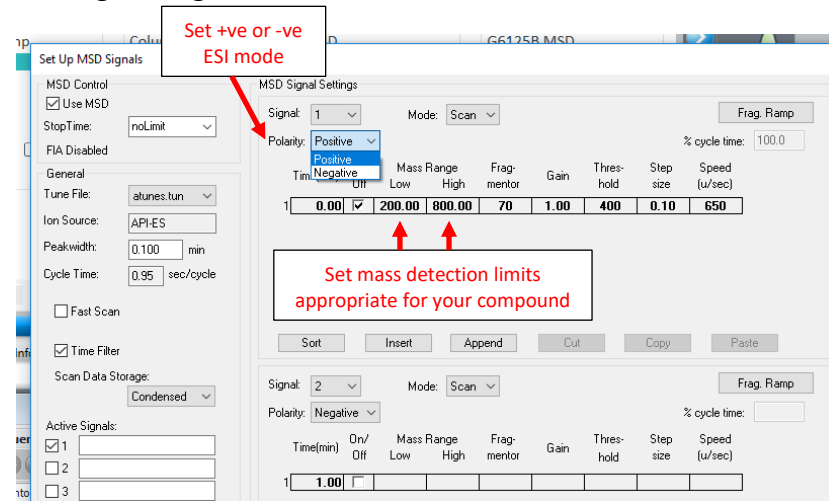 Set +ve or -ve
ESI mode
G6125B MSD
Set Up MSD Signals
MSD Control
Use MSD
StopTime: noLimit
FIA Disabled
General
Tune File: atunes.tun
Ion Source: API-ES
Peakwidth: 0.100 min
Cycle Time: 0.95 sec/cycle
Fast Scan
Time Filter
Scan Data Storage:
Condensed
Active Signals:
1
2
3
MSD Signal Settings
Signal: 1 Mode: Scan Frag. Ramp
Polarity: Positive % cycle time: 100.0
Positive
Negative
Mass Range Frag- Thres- Step Speed
Off Low High mentor Gain hold size (u/sec)
1 0.00 200.00 800.00 70 1.00 400 0.10 650
Set mass detection limits
appropriate for your compound
Sort Insert Append Cut Copy Paste
Signal: 2 Mode: Scan Frag. Ramp
Polarity: Negative % cycle time:
On/ Mass Range Frag- Thres- Step Speed
Time(min) Off Low High mentor Gain hold size (u/sec)
1 1.00